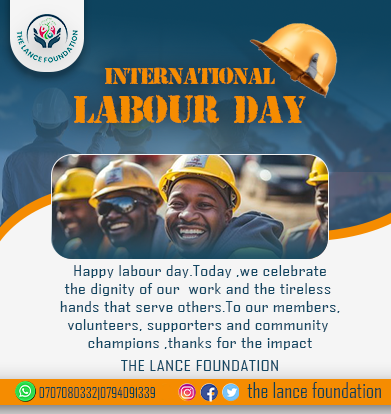 THE LANCE FOUNDATION
INTERNATIONAL
LABOUR DAY
Happy labour day.Today ,we celebrate
the dignity of our work and the tireless
hands that serve others.To our members,
volunteers, supporters and community
champions ,thanks for the impact
THE LANCE FOUNDATION
0707080332|0794091339
the lance foundation